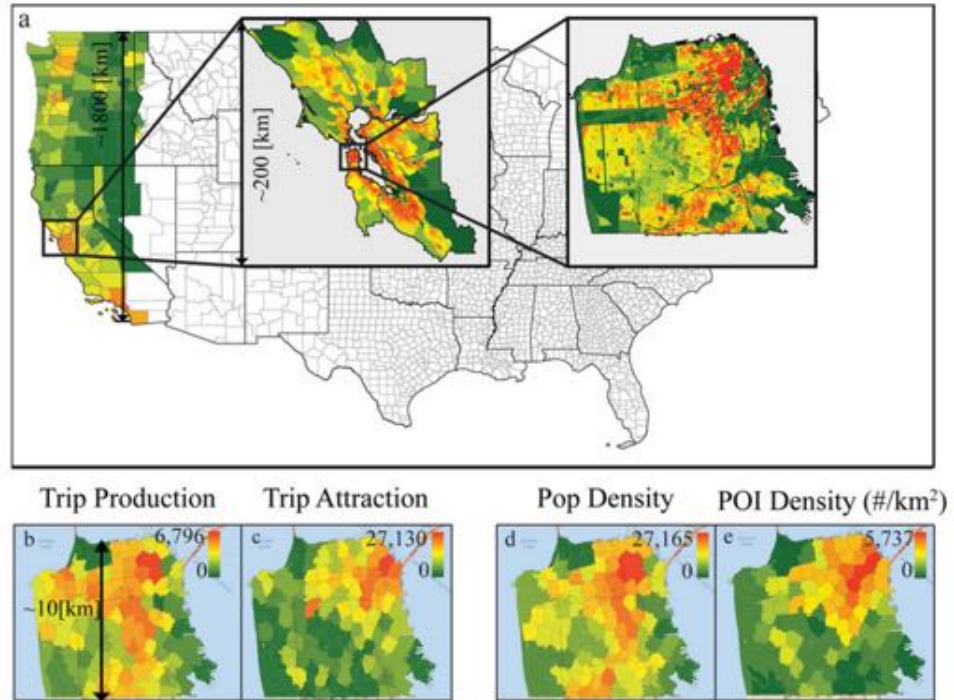 a
~1800 [km]
~200 [km]
Trip Production
Trip Attraction
Pop Density
POI Density (#/km²)
b
6,796
0
~10[km]
c
27,130
0
d
27,165
0
e
5,737
0